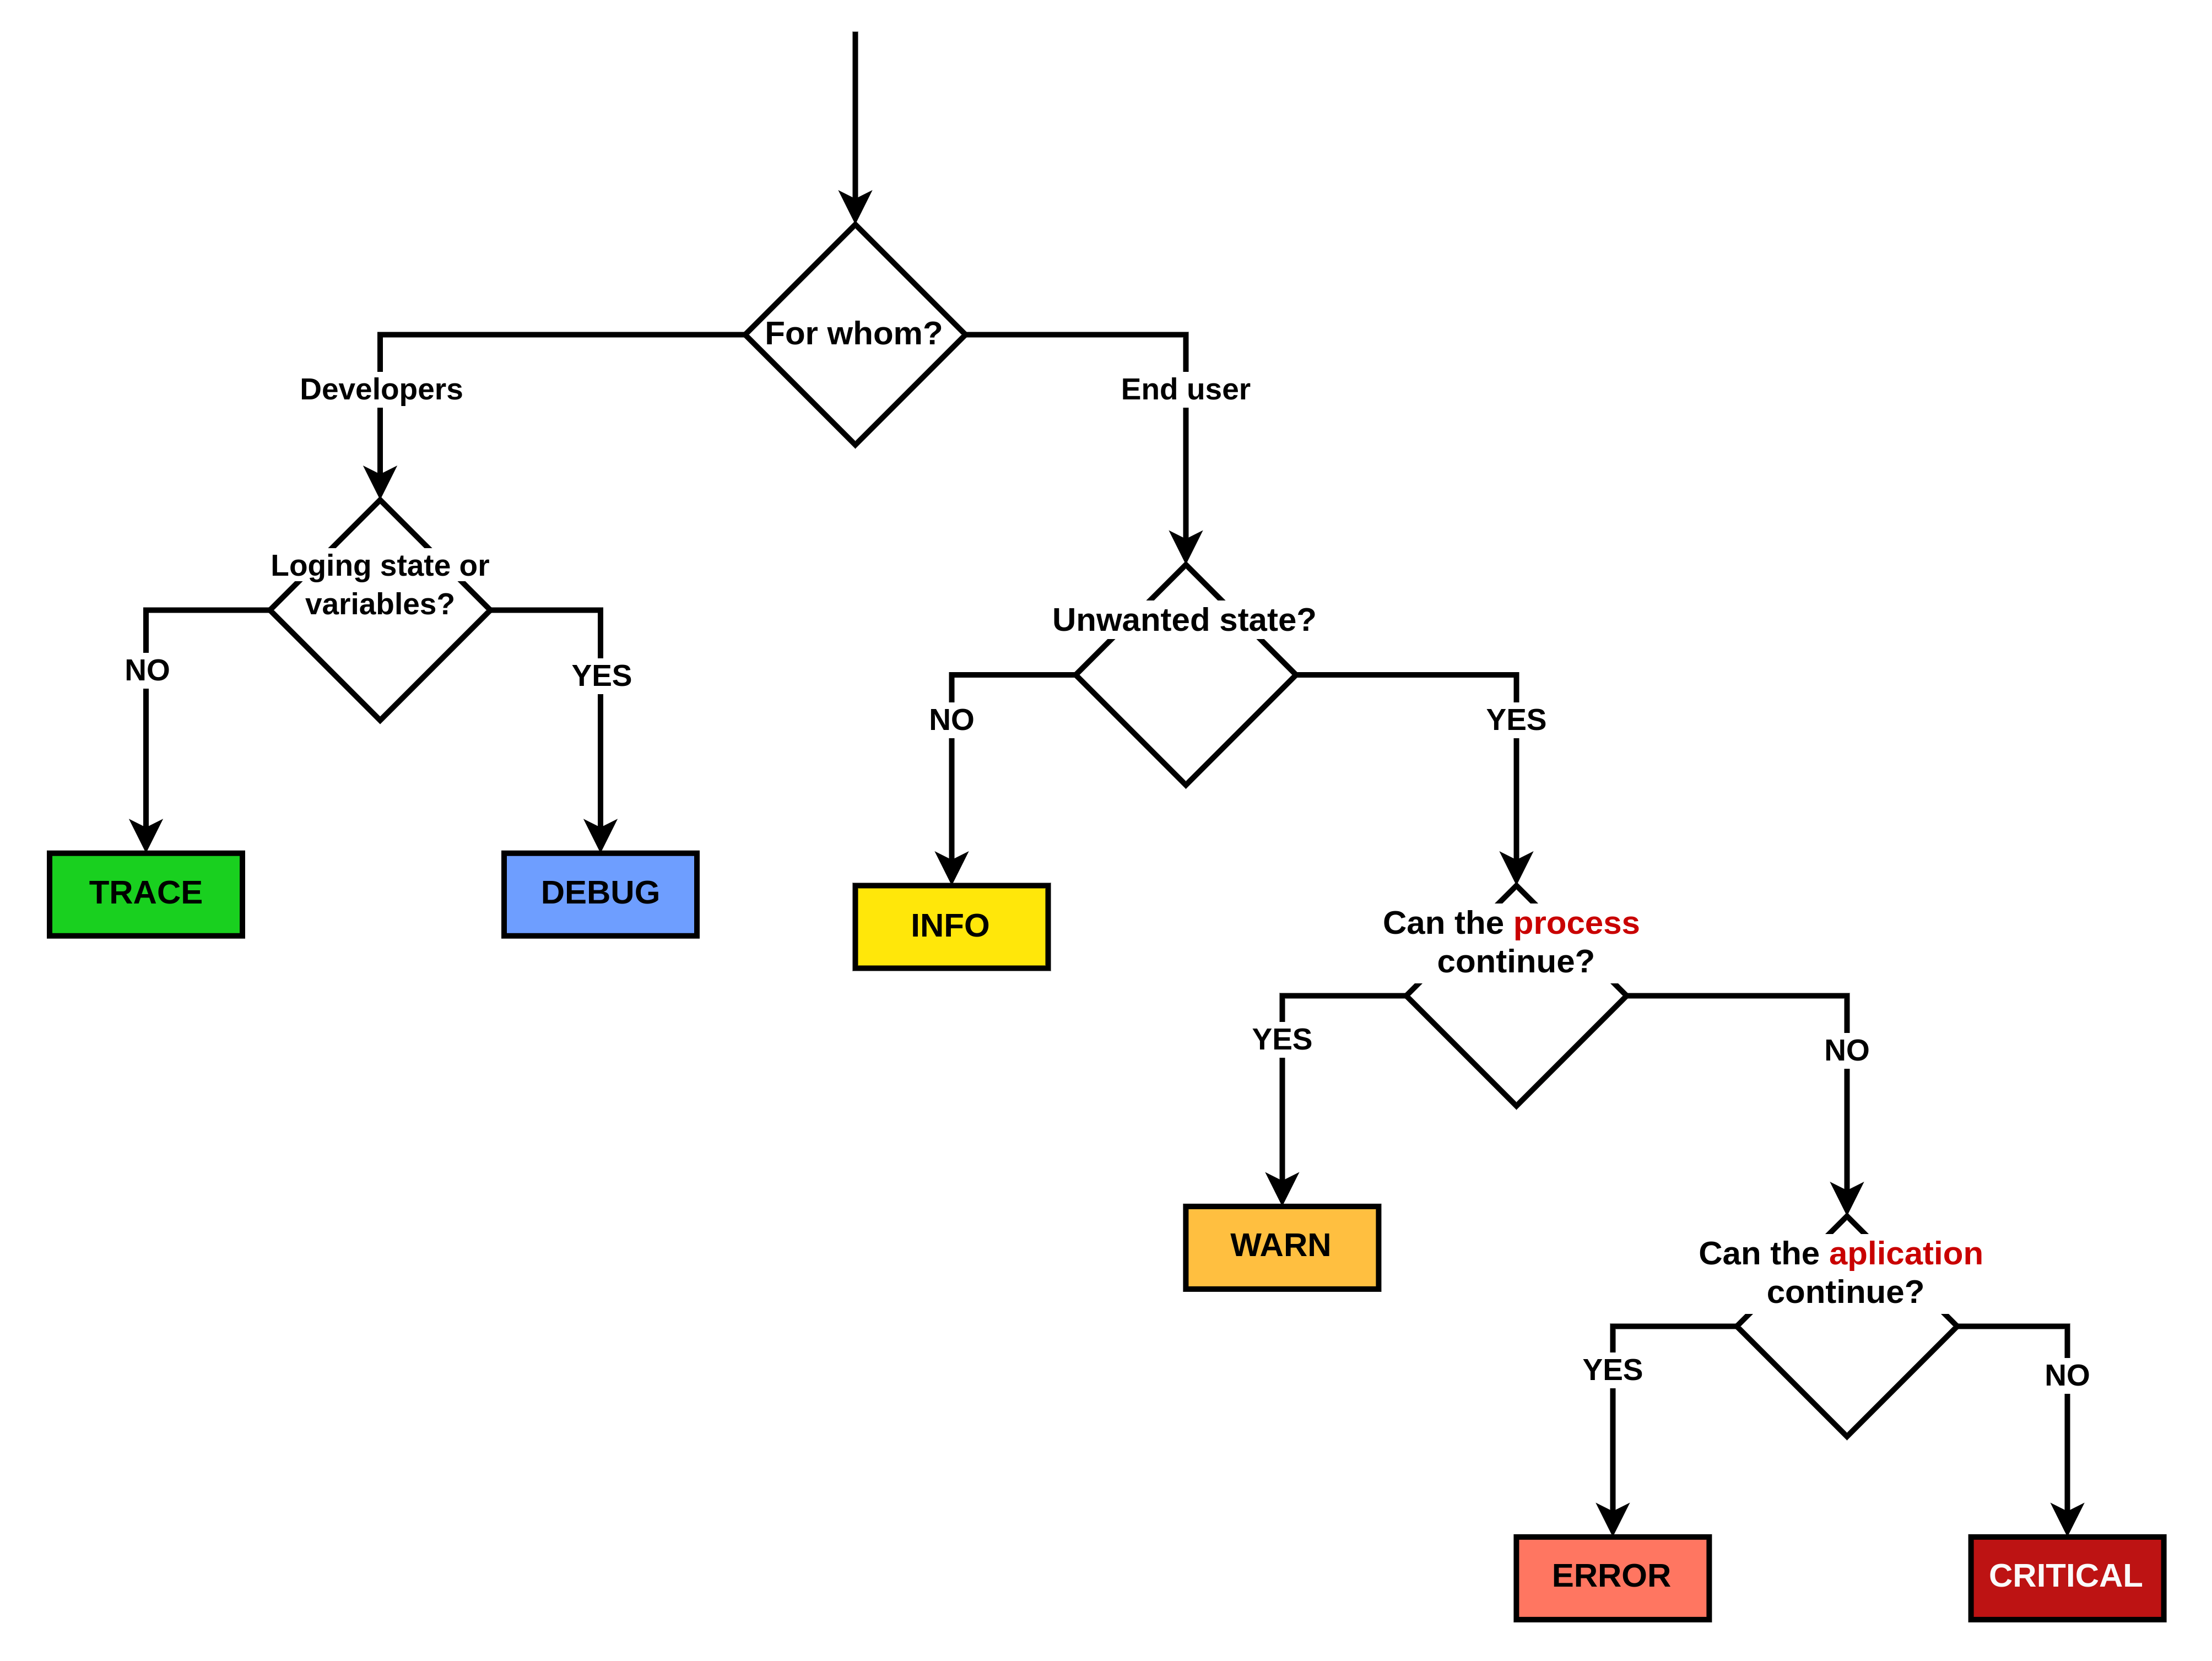 For whom?
Developers
End user
Loging state or
variables?
Unwanted state?
NO
YES
NO
YES
TRACE
DEBUG
INFO
Can the process
continue?
YES
NO
WARN
Can the aplication
continue?
YES
NO
ERROR
CRITICAL